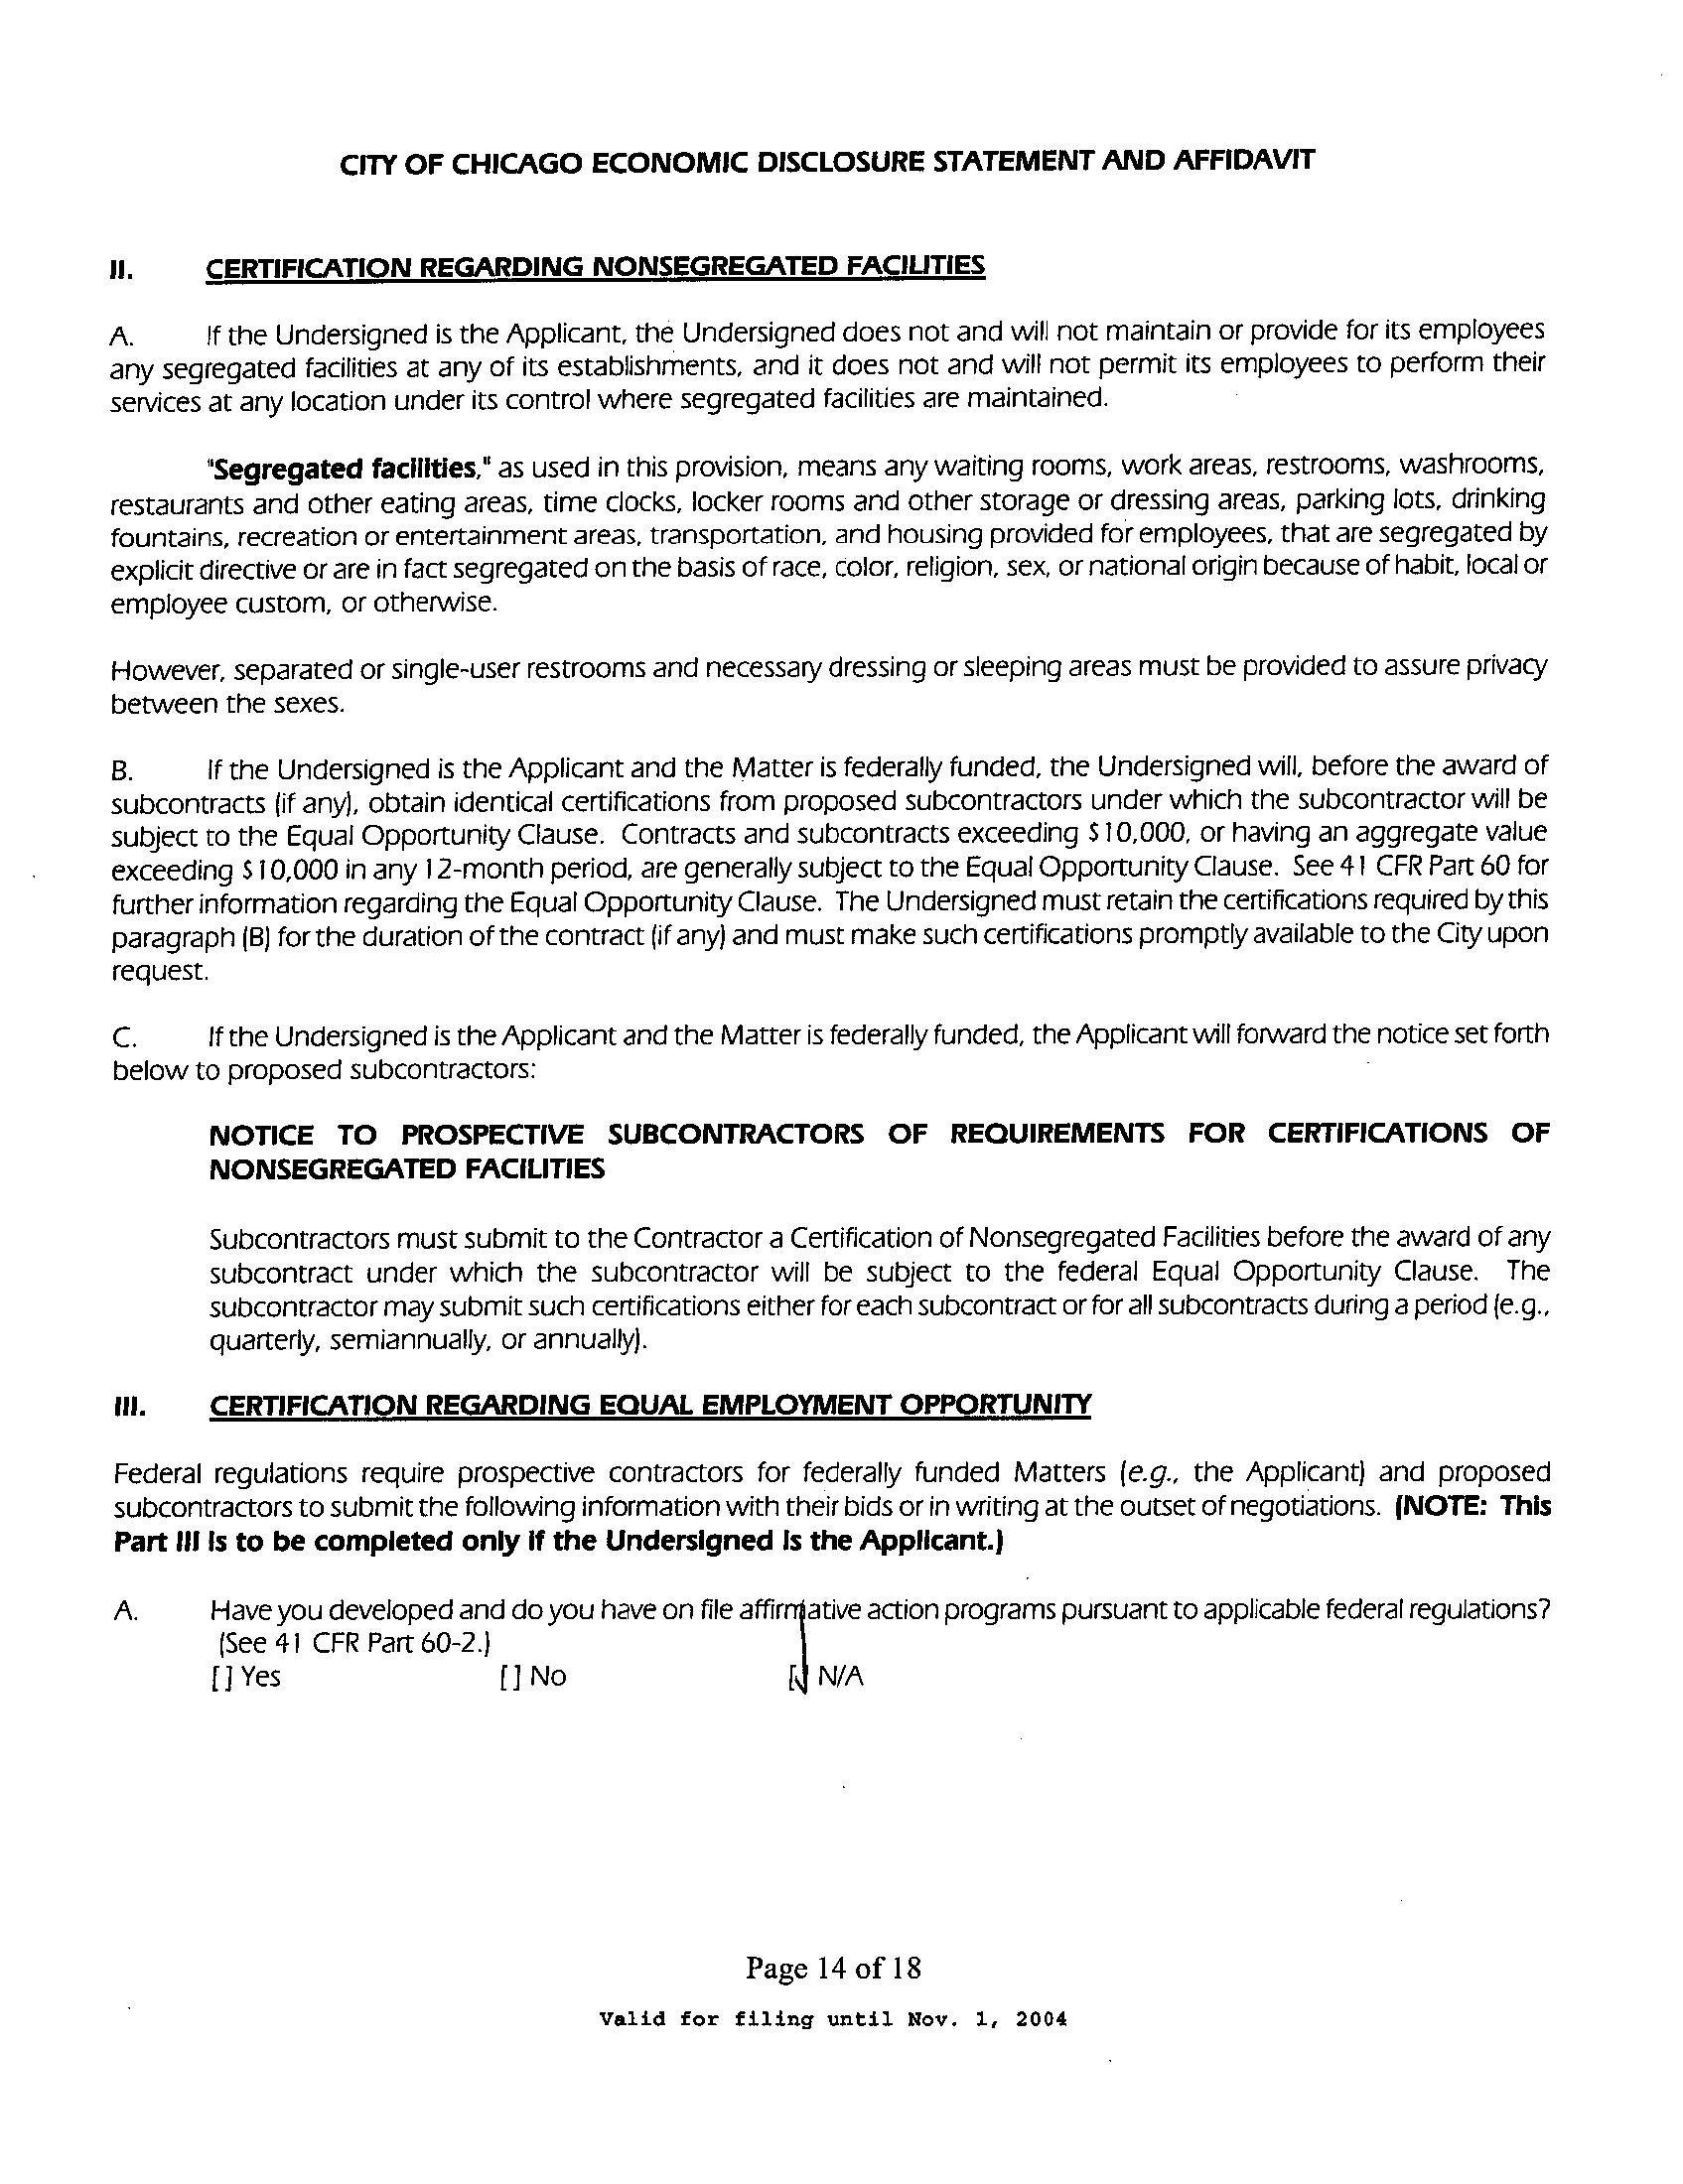 CITY OF CHICAGO ECONOMIC DISCLOSURE STATEMENT AND AFFIDAVIT
II. CERTIFICATION REGARDING NONSEGREGATED FACILITIES
A. If the Undersigned is the Applicant, the Undersigned does not and will not maintain or provide for its employees
any segregated facilities at any of its establishments, and it does not and will not permit its employees to perform their
services at any location under its control where segregated facilities are maintained.
"Segregated facilities," as used in this provision, means any waiting rooms, work areas, restrooms, washrooms,
restaurants and other eating areas, time clocks, locker rooms and other storage or dressing areas, parking lots, drinking
fountains, recreation or entertainment areas, transportation, and housing provided for employees, that are segregated by
explicit directive or are in fact segregated on the basis of race, color, religion, sex, or national origin because of habit, local or
employee custom, or otherwise.
However, separated or single-user restrooms and necessary dressing or sleeping areas must be provided to assure privacy
between the sexes.
B. If the Undersigned is the Applicant and the Matter is federally funded, the Undersigned will, before the award of
subcontracts (if any), obtain identical certifications from proposed subcontractors under which the subcontractor will be
subject to the Equal Opportunity Clause. Contracts and subcontracts exceeding $10,000, or having an aggregate value
exceeding $10,000 in any 12-month period, are generally subject to the Equal Opportunity Clause. See 41 CFR Part 60 for
further information regarding the Equal Opportunity Clause. The Undersigned must retain the certifications required by this
paragraph (B) for the duration of the contract (if any) and must make such certifications promptly available to the City upon
request.
C. If the Undersigned is the Applicant and the Matter is federally funded, the Applicant will forward the notice set forth
below to proposed subcontractors:
NOTICE TO PROSPECTIVE SUBCONTRACTORS OF REQUIREMENTS FOR CERTIFICATIONS OF
NONSEGREGATED FACILITIES
Subcontractors must submit to the Contractor a Certification of Nonsegregated Facilities before the award of any
subcontract under which the subcontractor will be subject to the federal Equal Opportunity Clause. The
subcontractor may submit such certifications either for each subcontract or for all subcontracts during a period (e.g.,
quarterly, semiannually, or annually).
III. CERTIFICATION REGARDING EQUAL EMPLOYMENT OPPORTUNITY
Federal regulations require prospective contractors for federally funded Matters (e.g., the Applicant) and proposed
subcontractors to submit the following information with their bids or in writing at the outset of negotiations. (NOTE: This
Part III is to be completed only if the Undersigned is the Applicant.)
A. Have you developed and do you have on file affirmative action programs pursuant to applicable federal regulations?
(See 41 CFR Part 60-2.)
[] Yes [] No [✓] N/A
Page 14 of 18
Valid for filing until Nov. 1, 2004